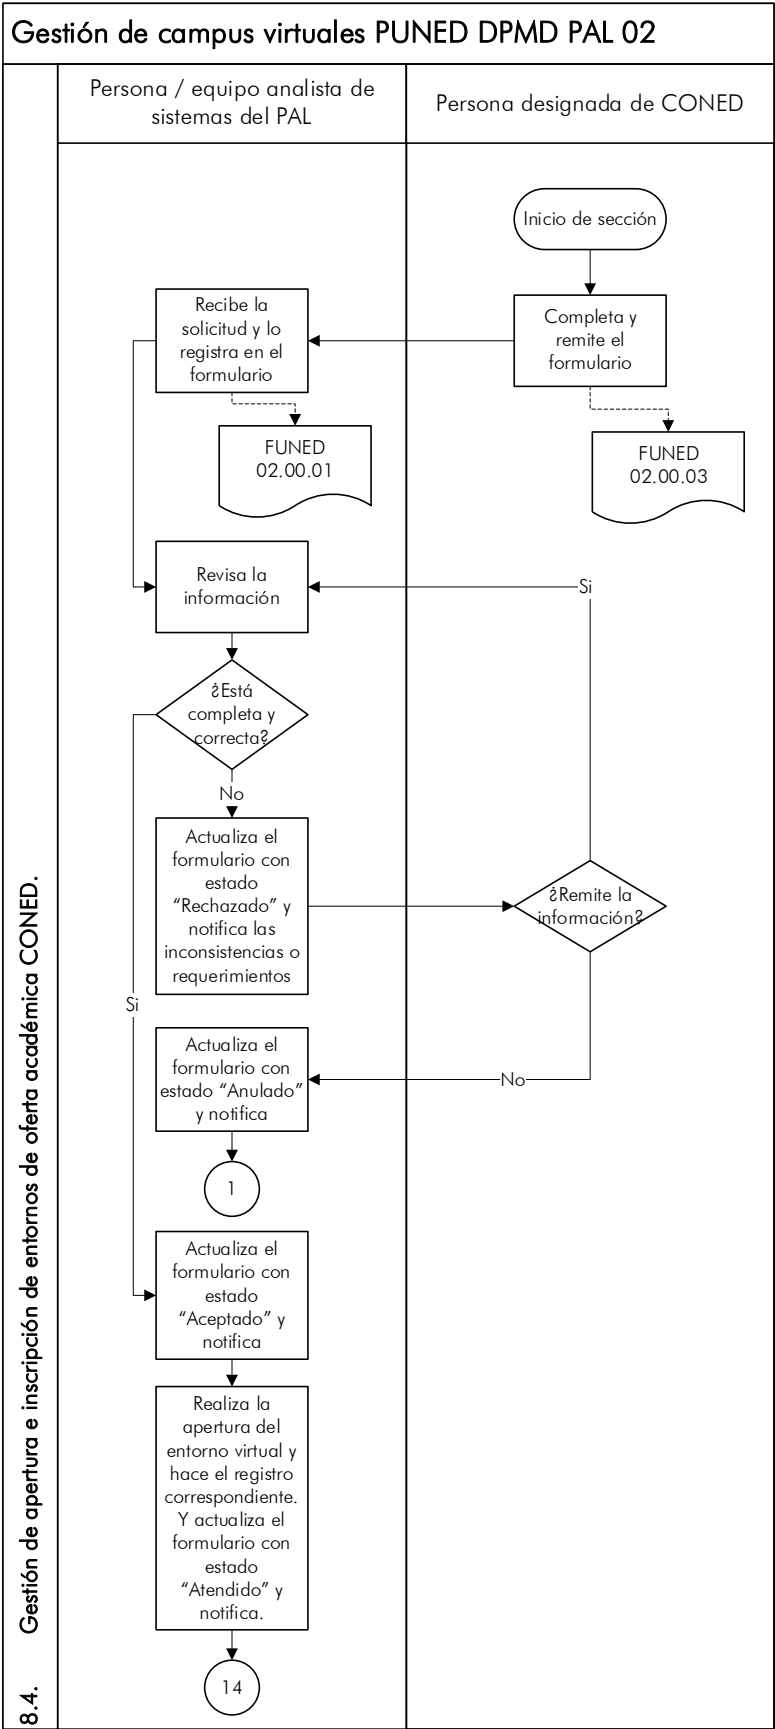 Gestión de campus virtuales PUNED DPMD PAL 02
Persona / equipo analista de
sistemas del PAL
Persona designada de CONED
8.4. Gestión de apertura e inscripción de entornos de oferta académica CONED.
Inicio de sección
Completa y
remite el
formulario
FUNED
02.00.03
Recibe la
solicitud y lo
registra en el
formulario
FUNED
02.00.01
Revisa la
información
Si
¿Está
completa y
correcta?
No
Si
Actualiza el
formulario con
estado
“Rechazado” y
notifica las
inconsistencias o
requerimientos
¿Remite la
información?
No
Actualiza el
formulario con
estado “Anulado”
y notifica
1
Actualiza el
formulario con
estado
“Aceptado” y
notifica
Realiza la
apertura del
entorno virtual y
hace el registro
correspondiente.
Y actualiza el
formulario con
estado
“Atendido” y
notifica.
14